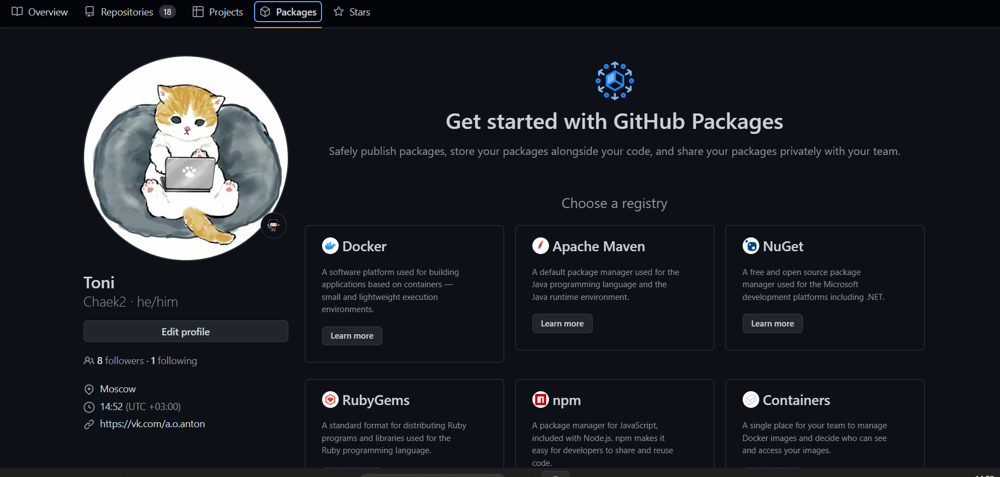 Overview
Repositories 18
Projects
Packages
Stars
Toni
Chaek2 · he/him
Edit profile
8 followers · 1 following
Moscow
14:52 (UTC +03:00)
https://vk.com/a.o.anton
Get started with GitHub Packages
Safely publish packages, store your packages alongside your code, and share your packages privately with your team.
Choose a registry
Docker
A software platform used for building
applications based on containers —
small and lightweight execution
environments.
Learn more
Apache Maven
A default package manager used for the
Java programming language and the
Java runtime environment.
Learn more
NuGet
A free and open source package
manager used for the Microsoft
development platforms including .NET.
Learn more
RubyGems
A standard format for distributing Ruby
programs and libraries used for the
Ruby programming language.
npm
A package manager for JavaScript,
included with Node.js. npm makes it
easy for developers to share and reuse
code.
Containers
A single place for your team to manage
Docker images and decide who can see
and access your images.